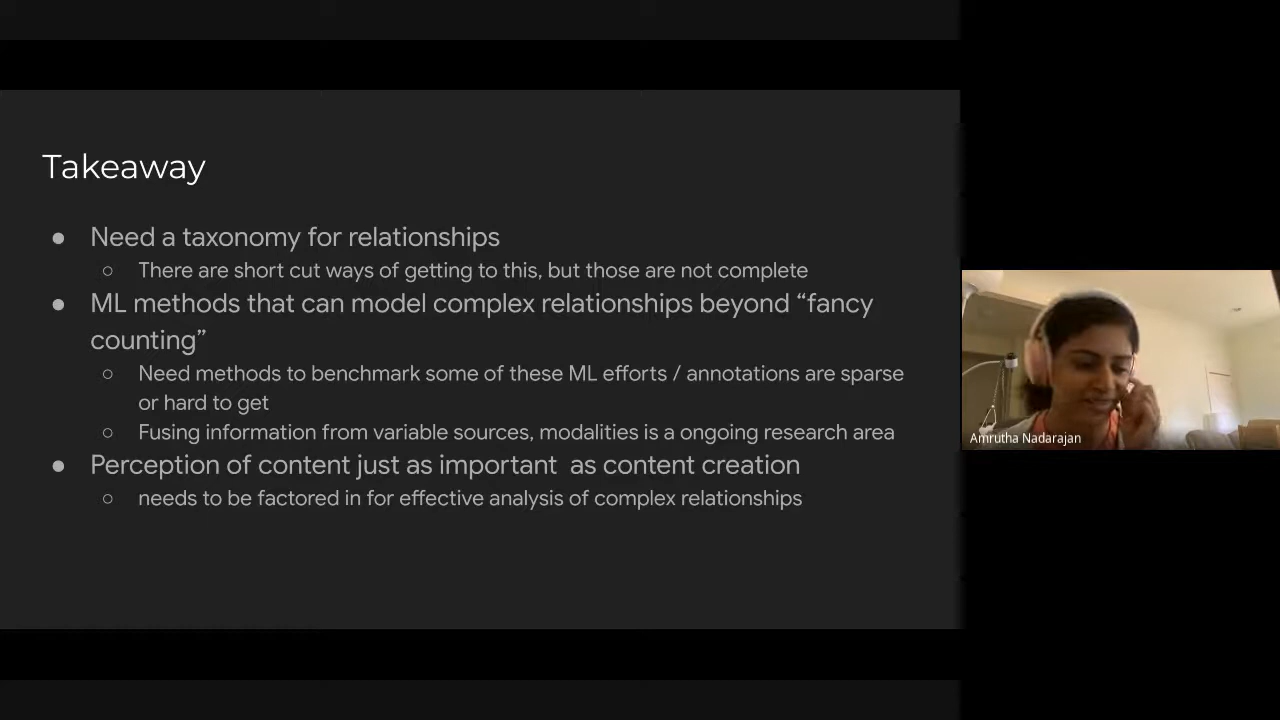 Takeaway
● Need a taxonomy for relationships
○ There are short cut ways of getting to this, but those are not complete
● ML methods that can model complex relationships beyond “fancy
counting”
○ Need methods to benchmark some of these ML efforts / annotations are sparse
or hard to get
○ Fusing information from variable sources, modalities is a ongoing research area
● Perception of content just as important  as content creation
○ needs to be factored in for effective analysis of complex relationships
Amrutha Nadarajan